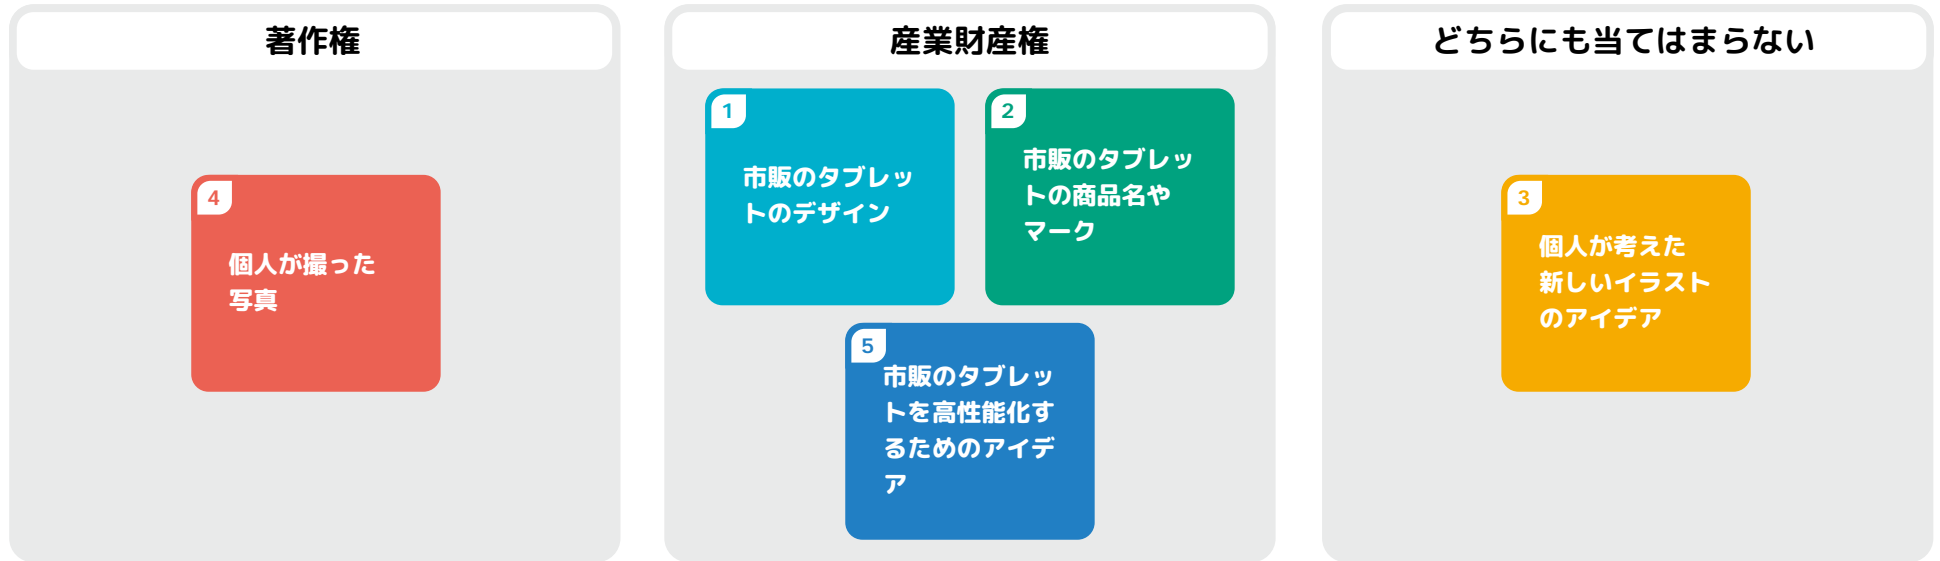 著作権
4
個人が撮った
写真
産業財産権
1
市販のタブレッ
トのデザイン
2
市販のタブレッ
トの商品名や
マーク
5
市販のタブレッ
トを高性能化す
るためのアイデ
ア
どちらにも当てはまらない
3
個人が考えた
新しいイラスト
のアイデア